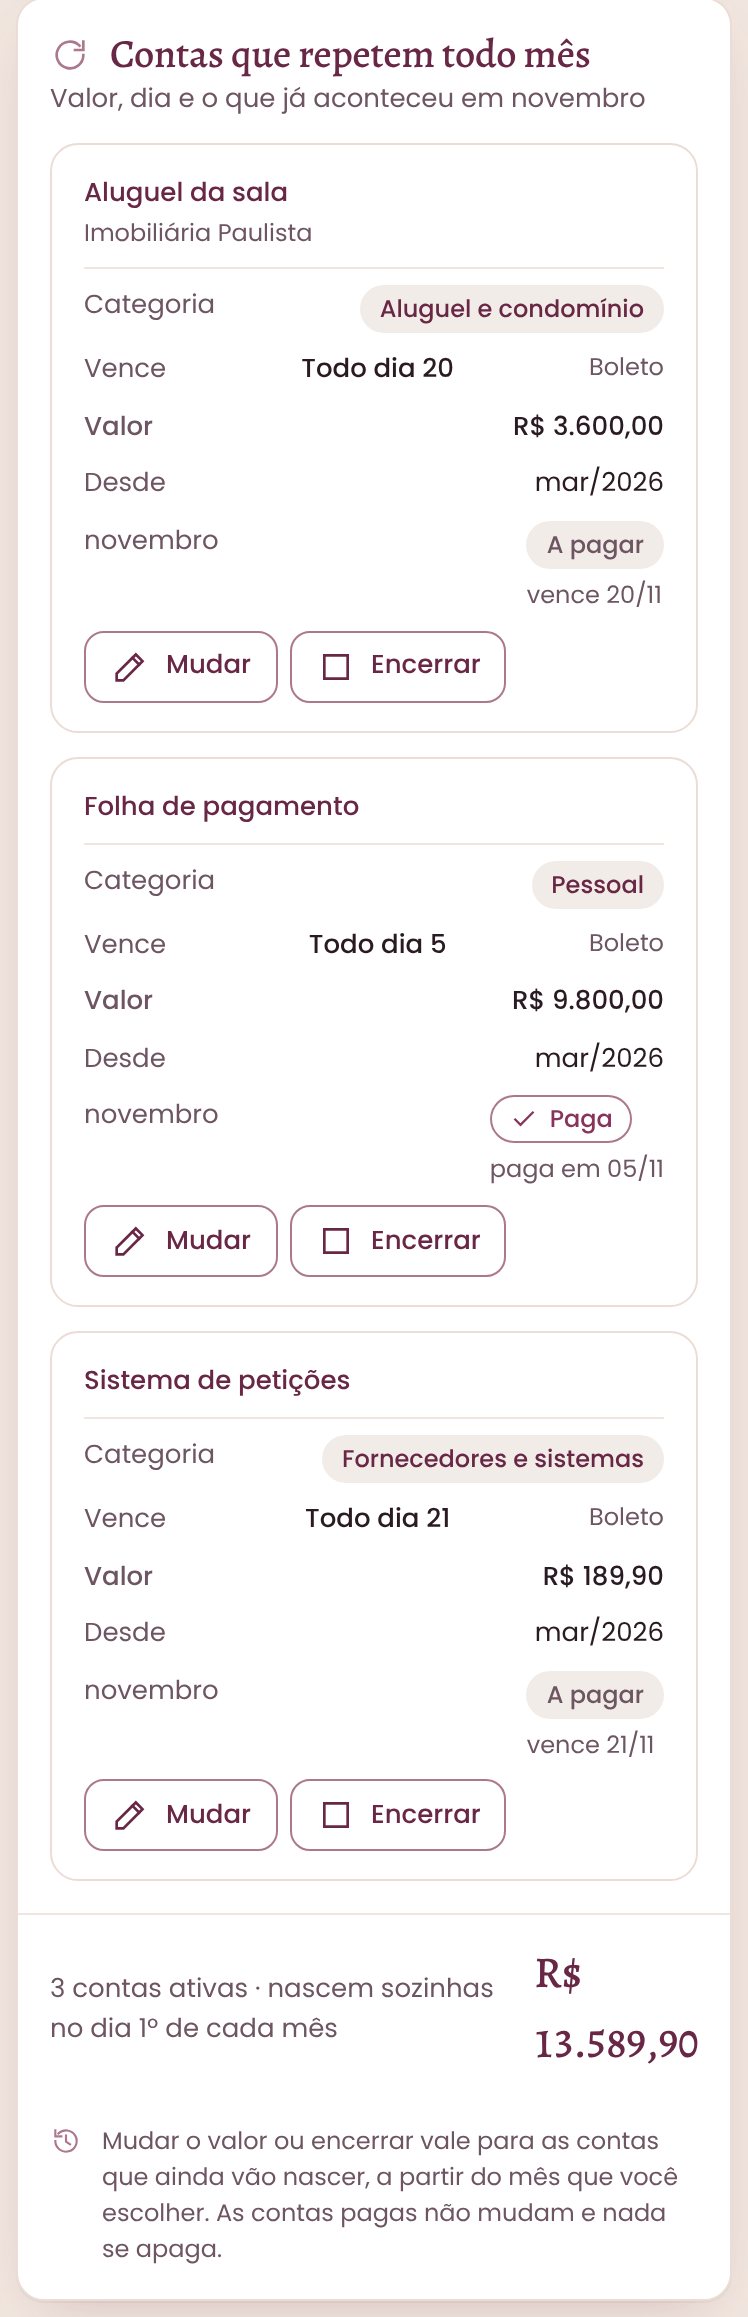 Contas que repetem todo mês
Valor, dia e o que já aconteceu em novembro
Aluguel da sala
Imobiliária Paulista
Categoria Aluguel e condomínio
Vence Todo dia 20 Boleto
Valor R$ 3.600,00
Desde mar/2026
novembro A pagar
vence 20/11
Mudar Encerrar
Folha de pagamento
Categoria Pessoal
Vence Todo dia 5 Boleto
Valor R$ 9.800,00
Desde mar/2026
novembro Paga
paga em 05/11
Mudar Encerrar
Sistema de petições
Categoria Fornecedores e sistemas
Vence Todo dia 21 Boleto
Valor R$ 189,90
Desde mar/2026
novembro A pagar
vence 21/11
Mudar Encerrar
3 contas ativas · nascem sozinhas
no dia 1º de cada mês
R$
13.589,90
Mudar o valor ou encerrar vale para as contas
que ainda vão nascer, a partir do mês que você
escolher. As contas pagas não mudam e nada
se apaga.